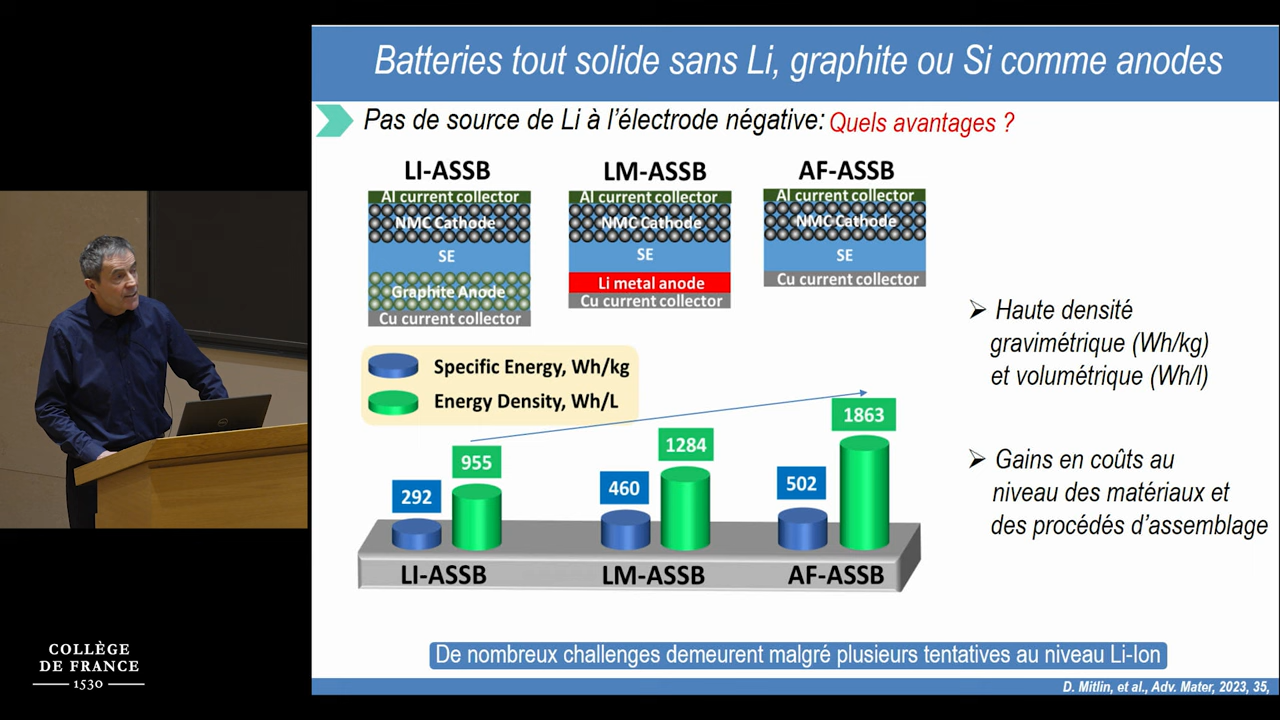 Batteries tout solide sans Li, graphite ou Si comme anodes
Pas de source de Li à l'électrode négative: Quels avantages ?
LI-ASSB
Al current collector
NMC Cathode
SE
Graphite Anode
Cu current collector
LM-ASSB
Al current collector
NMC Cathode
SE
Li metal anode
Cu current collector
AF-ASSB
Al current collector
NMC Cathode
SE
Cu current collector
Specific Energy, Wh/kg
Energy Density, Wh/L
292
955
460
1284
502
1863
LI-ASSB
LM-ASSB
AF-ASSB
Haute densité
gravimétrique (Wh/kg)
et volumétrique (Wh/l)
Gains en coûts au
niveau des matériaux et
des procédés d'assemblage
De nombreux challenges demeurent malgré plusieurs tentatives au niveau Li-Ion
D. Mitlin, et al., Adv. Mater, 2023, 35,
COLLÈGE
DE FRANCE
1530